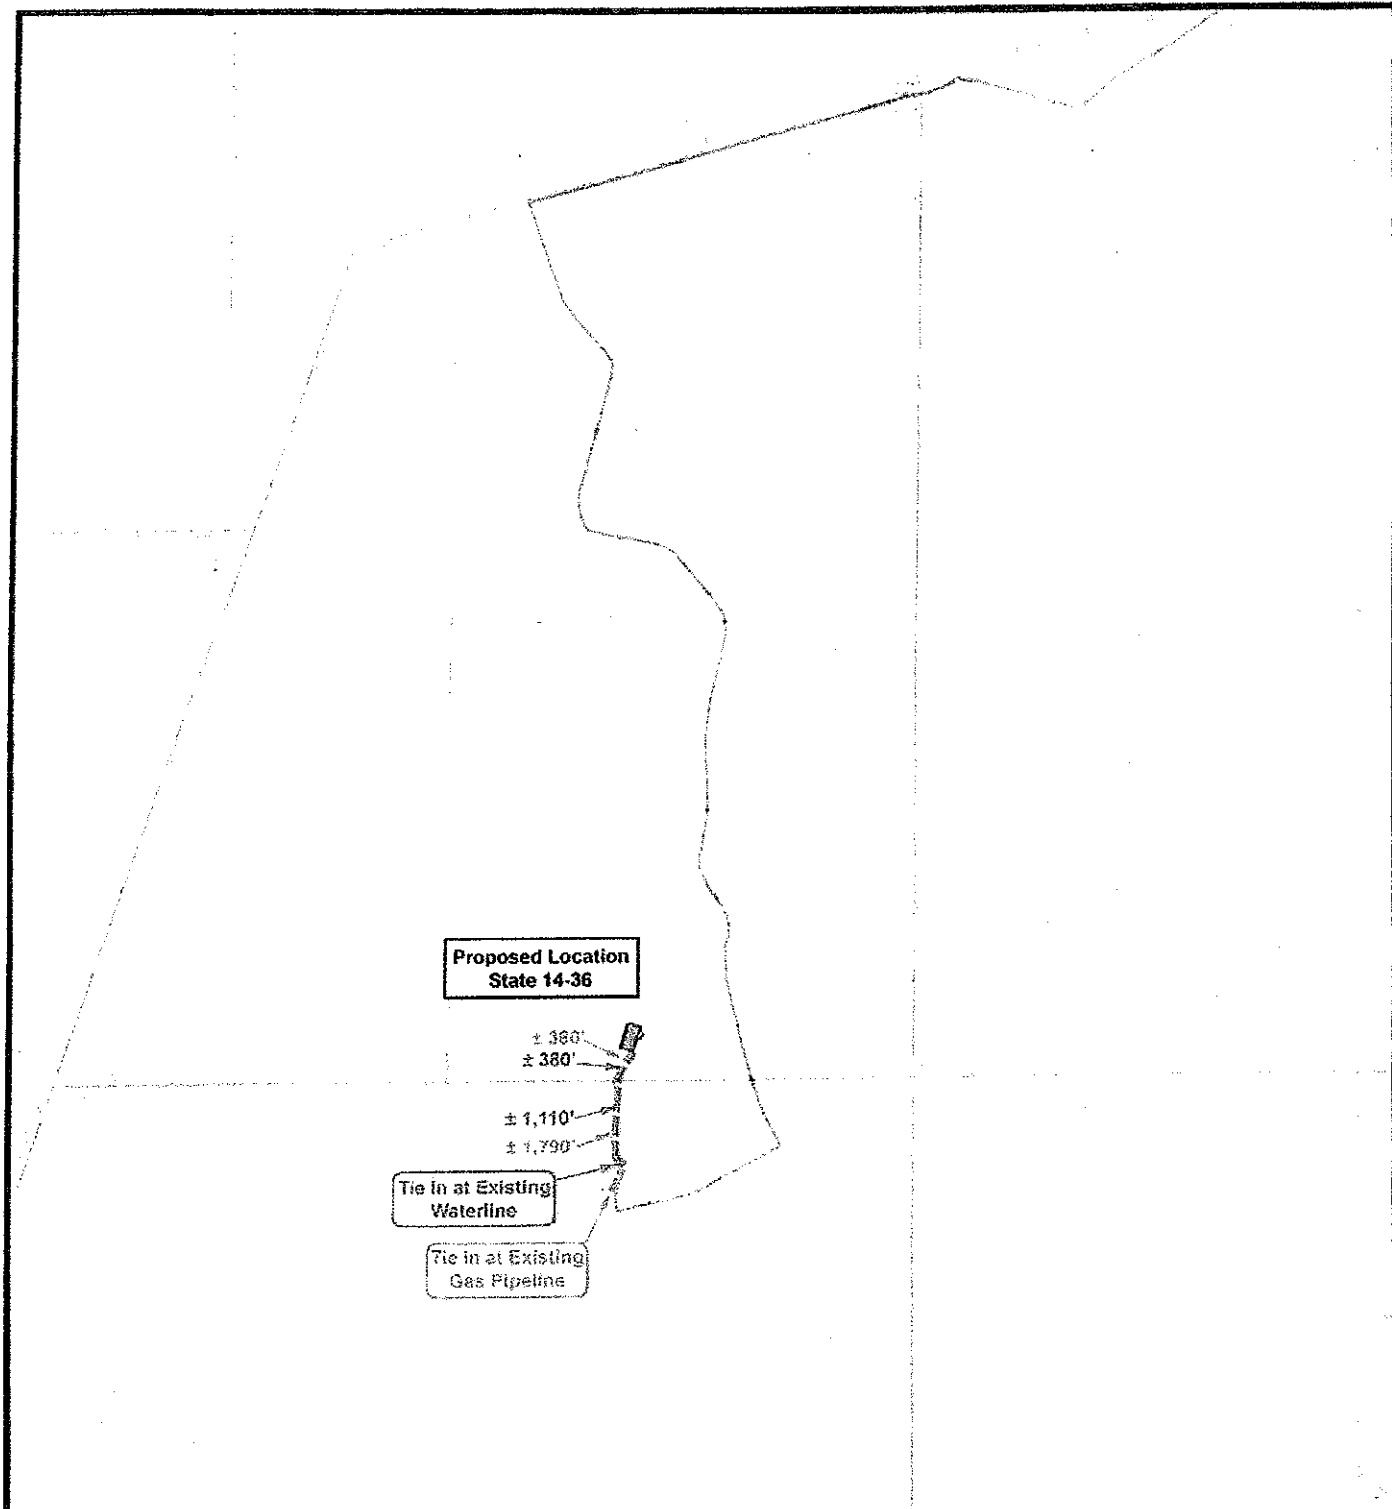 Proposed Location
State 14-36
± 380'
± 380'
± 1,110'
± 1,790'
Tie in at Existing
Waterline
Tie in at Existing
Gas Pipeline